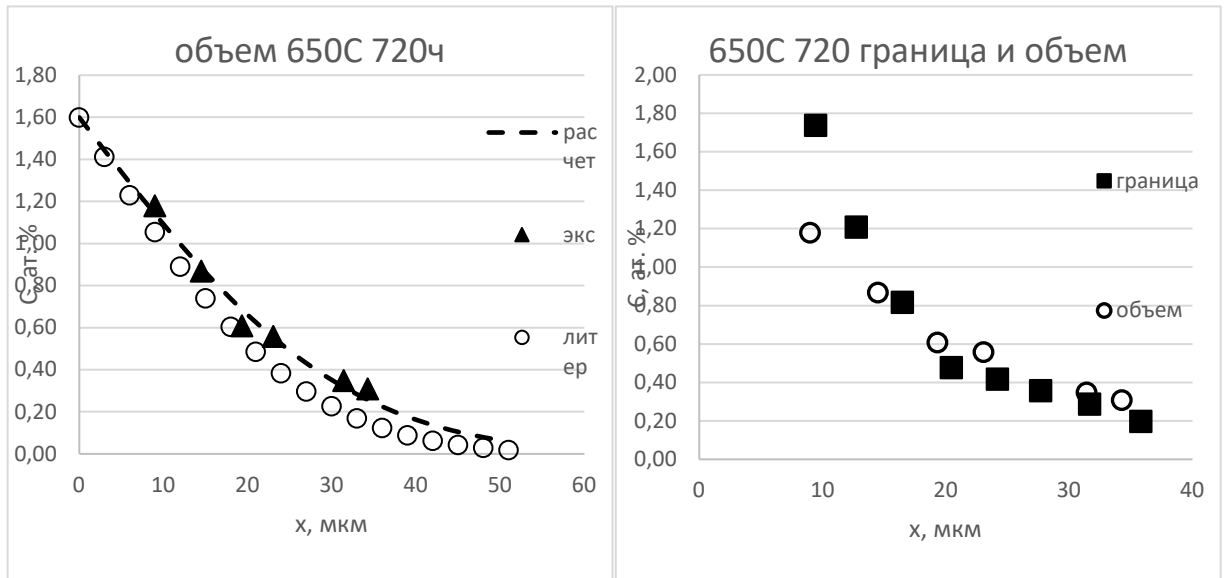 объем 650С 720ч
1,80
1,60
1,40
1,20
1,00
0,80
0,60
0,40
0,20
0,00
С, ат. %
0 10 20 30 40 50 60
x, мкм
рас
чет
экс
лит
ер
650С 720 граница и объем
2,00
1,80
1,60
1,40
1,20
1,00
0,80
0,60
0,40
0,20
0,00
С, ат. %
0 10 20 30 40
x, мкм
граница
объем